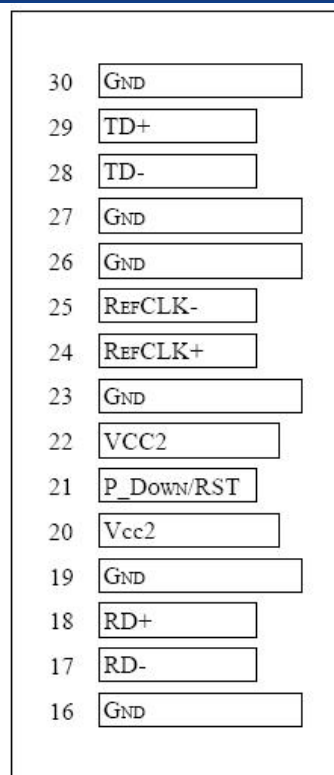 30 GND
29 TD+
28 TD-
27 GND
26 GND
25 REFCLK-
24 REFCLK+
23 GND
22 VCC2
21 P_DOWN/RST
20 Vcc2
19 GND
18 RD+
17 RD-
16 GND